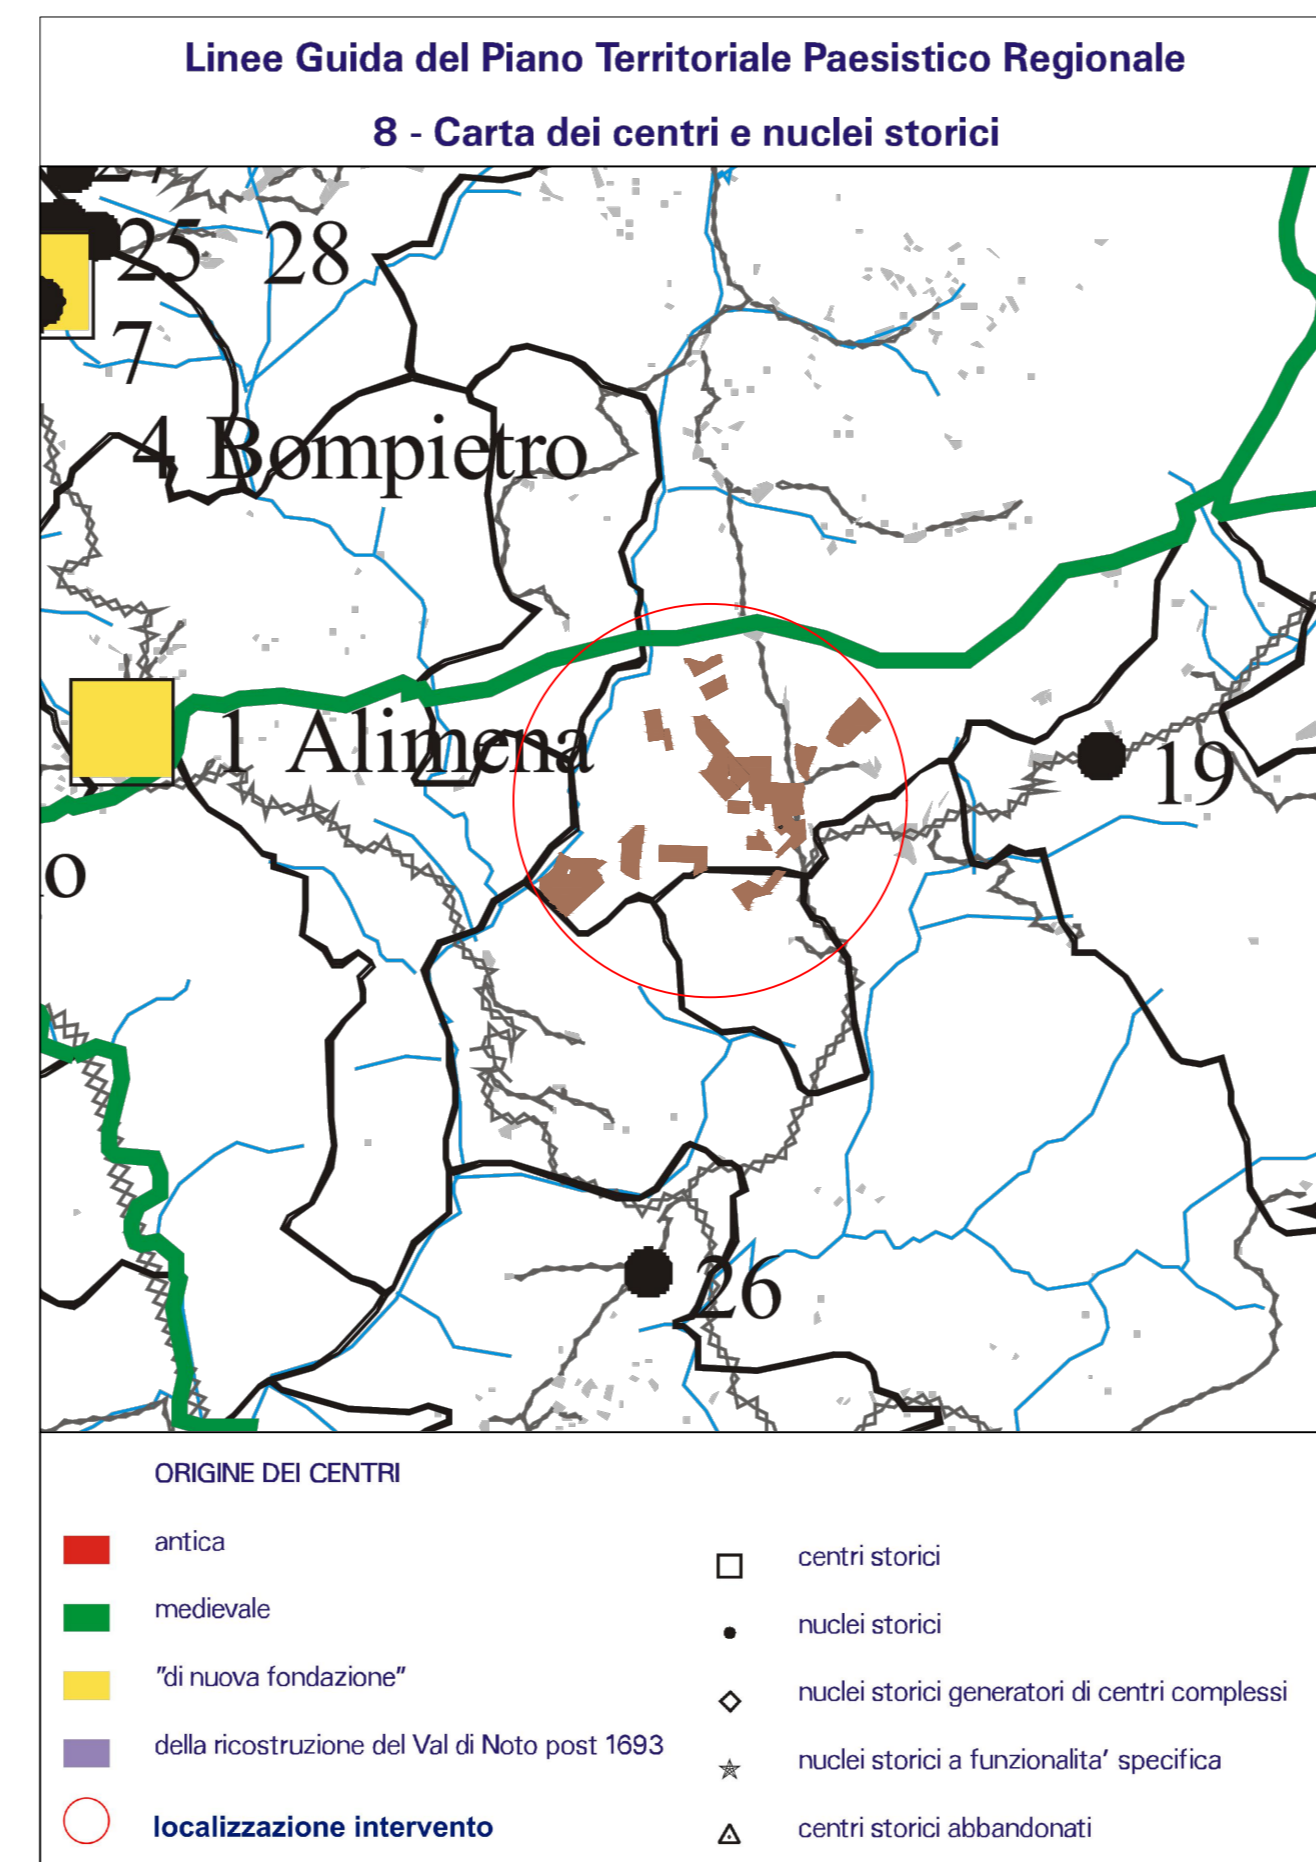 Linee Guida del Piano Territoriale Paesistico Regionale
8 - Carta dei centri e nuclei storici
25
28
7
4 Bompietro
1 Alimena
19
26
ORIGINE DEI CENTRI
antica
medievale
"di nuova fondazione"
della ricostruzione del Val di Noto post 1693
localizzazione intervento
centri storici
nuclei storici
nuclei storici generatori di centri complessi
nuclei storici a funzionalita' specifica
centri storici abbandonati